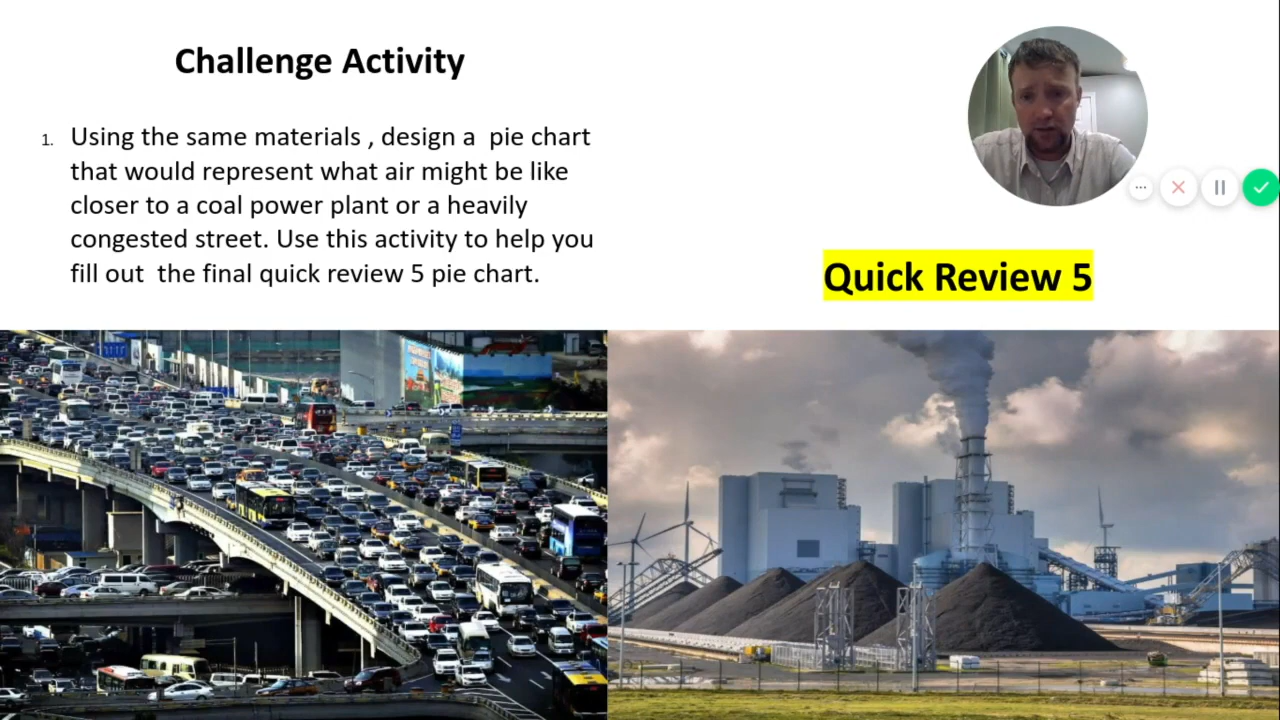 Challenge Activity
1. Using the same materials , design a  pie chart
that would represent what air might be like
closer to a coal power plant or a heavily
congested street. Use this activity to help you
fill out  the final quick review 5 pie chart.
Quick Review 5